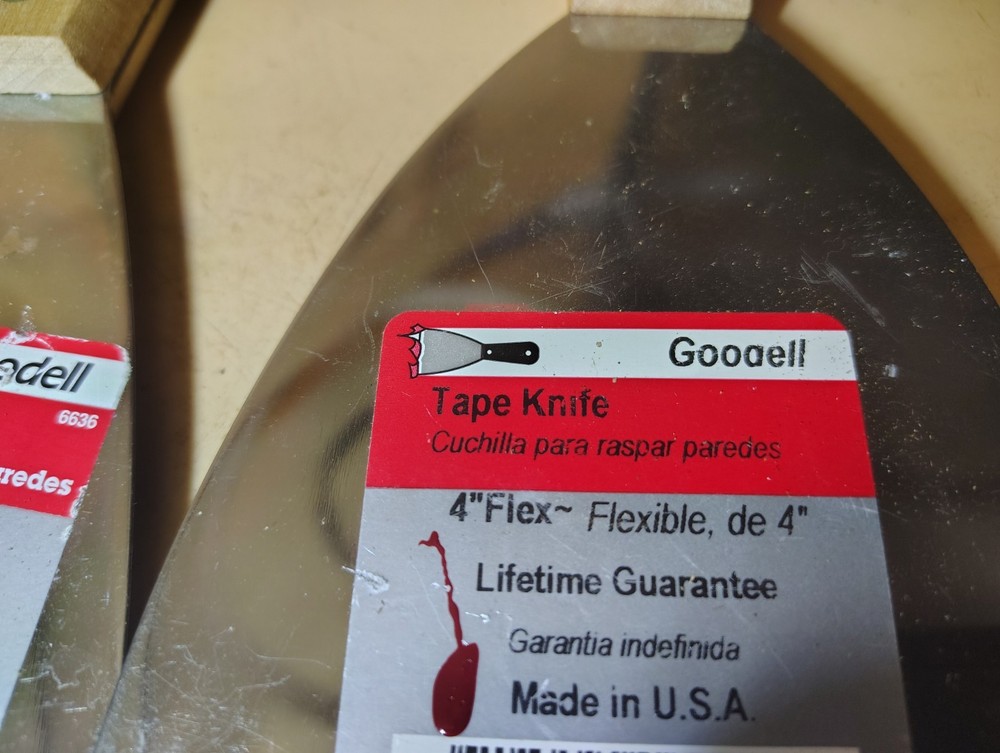 edell
6636
redes
Goodell
Tape Knife
Cuchilla para raspar paredes
4"Flex~ Flexible, de 4"
Lifetime Guarantee
Garantia indefinida
Made in U.S.A.